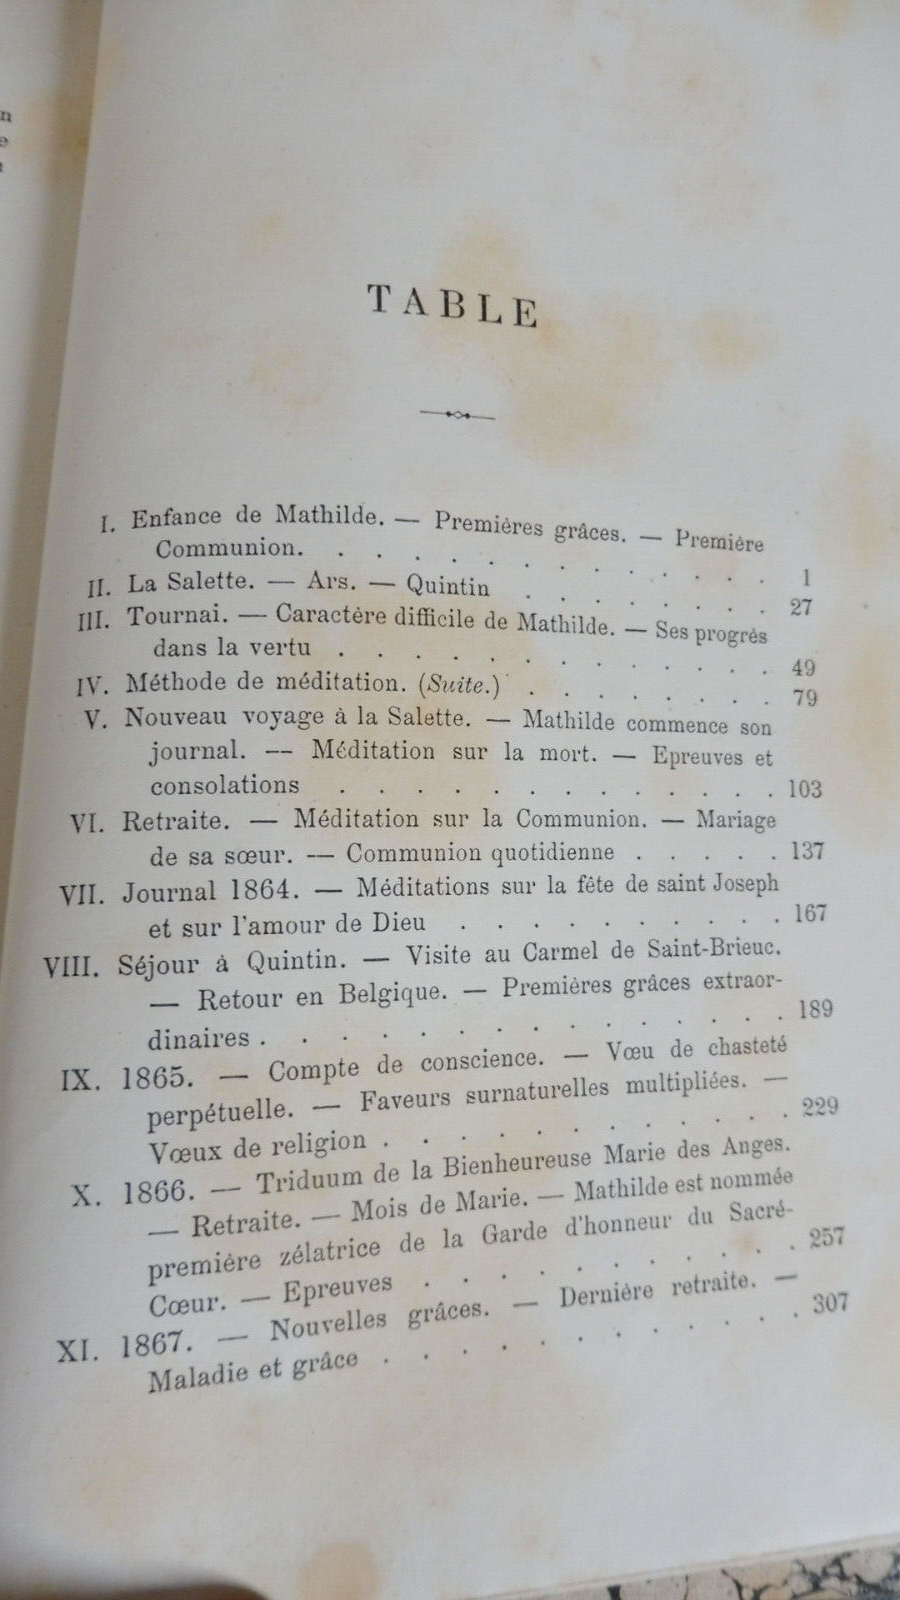 n
e
TABLE
I. Enfance de Mathilde. — Premières grâces. — Première
Communion. . . . . . . . . . . . . 1
II. La Salette. — Ars. — Quintin . . . . . . . 27
III. Tournai. — Caractère difficile de Mathilde. — Ses progrès
dans la vertu . . . . . . . . . . . . 49
IV. Méthode de méditation. (Suite.) . . . . . . . 79
V. Nouveau voyage à la Salette. — Mathilde commence son
journal. — Méditation sur la mort. — Epreuves et
consolations . . . . . . . . . . . . 103
VI. Retraite. — Méditation sur la Communion. — Mariage
de sa sœur. — Communion quotidienne . . . . . 137
VII. Journal 1864. — Méditations sur la fête de saint Joseph
et sur l'amour de Dieu . . . . . . . . . 167
VIII. Séjour à Quintin. — Visite au Carmel de Saint-Brieuc.
— Retour en Belgique. — Premières grâces extraor-
dinaires . . . . . . . . . . . . . . 189
IX. 1865. — Compte de conscience. — Vœu de chasteté
perpétuelle. — Faveurs surnaturelles multipliées. —
Vœux de religion . . . . . . . . . . . 229
X. 1866. — Triduum de la Bienheureuse Marie des Anges.
— Retraite. — Mois de Marie. — Mathilde est nommée
première zélatrice de la Garde d'honneur du Sacré-
Cœur. — Epreuves . . . . . . . . . . 257
XI. 1867. — Nouvelles grâces. — Dernière retraite. —
Maladie et grâce . . . . . . . . . . . 307